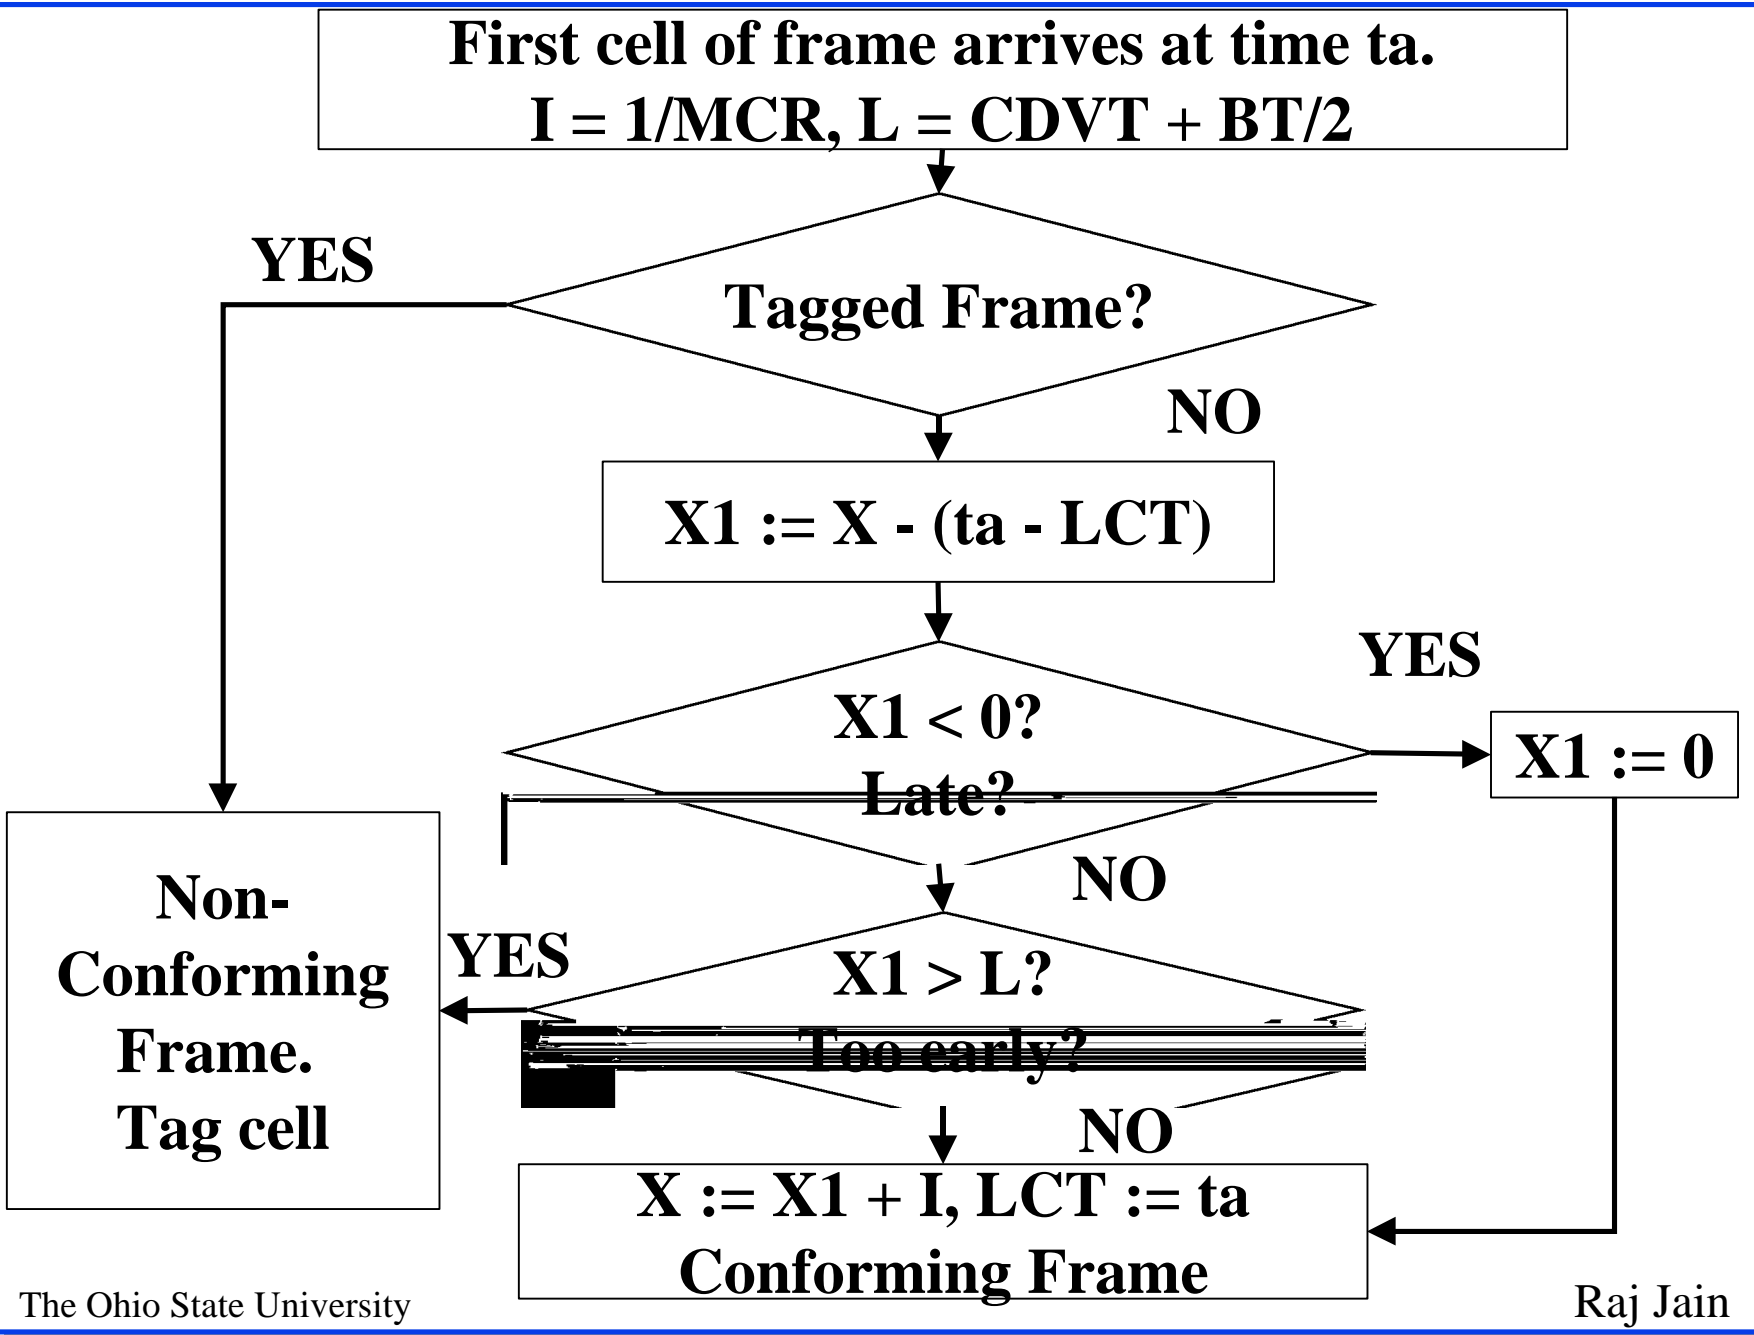 First cell of frame arrives at time ta.
I = 1/MCR, L = CDVT + BT/2
YES
Tagged Frame?
NO
X1 := X - (ta - LCT)
YES
X1 < 0?
Late?
X1 := 0
NO
Non-
Conforming
Frame.
Tag cell
YES
X1 > L?
Too early?
NO
X := X1 + I, LCT := ta
Conforming Frame
The Ohio State University
Raj Jain